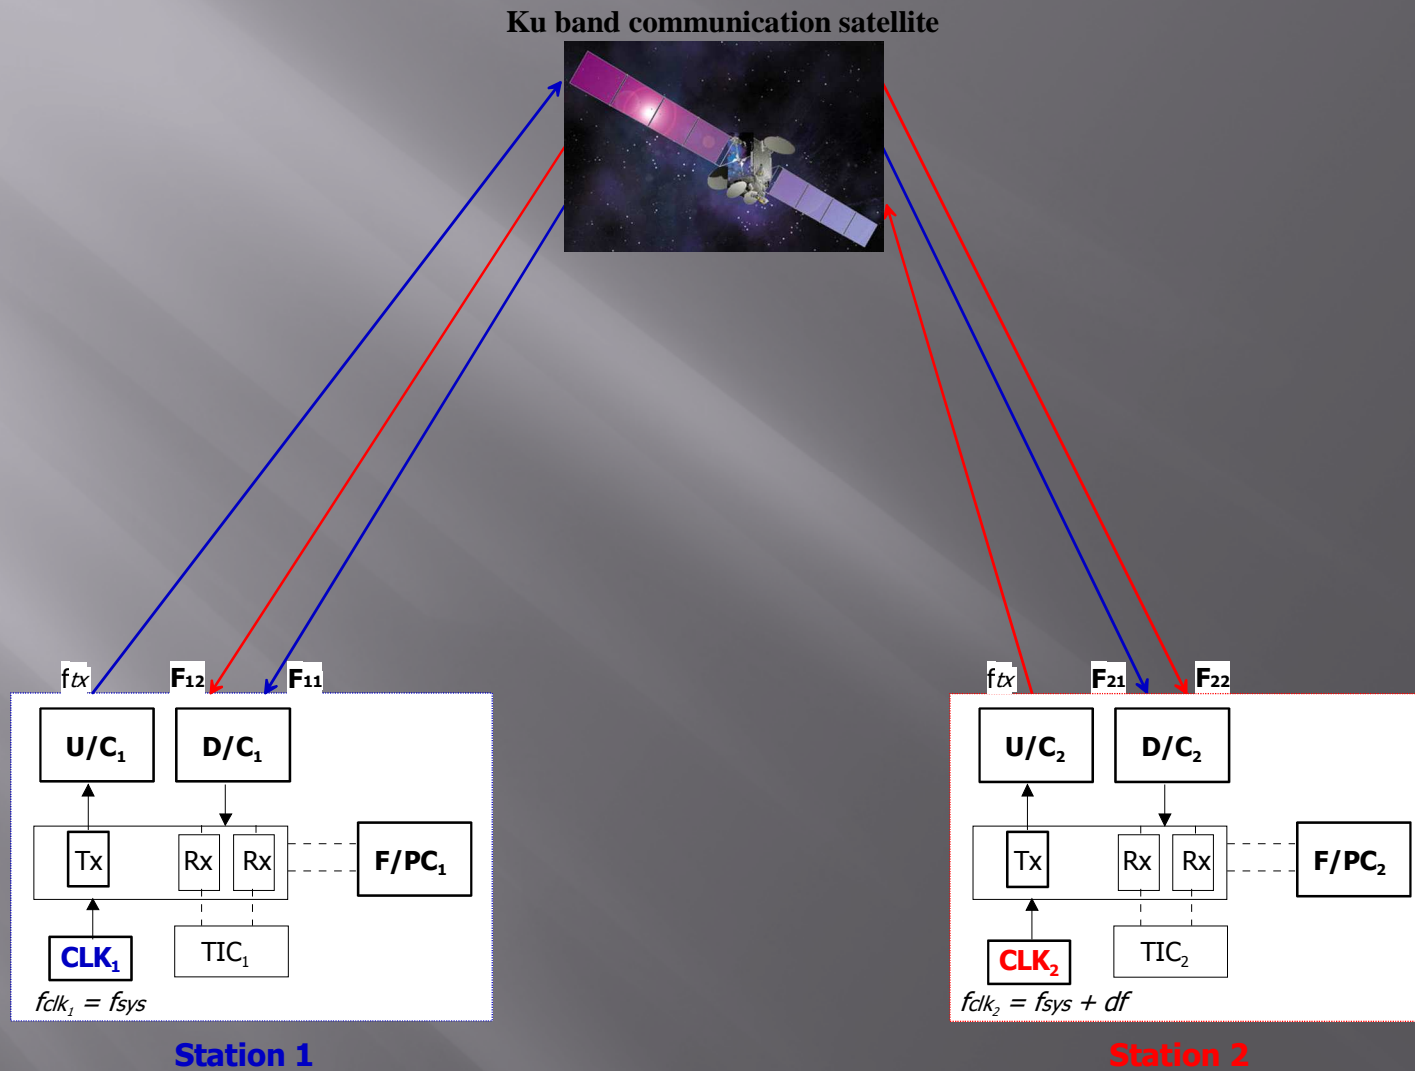 Ku band communication satellite
ftx F12 F11
ftx F21 F22
U/C1 D/C1
U/C2 D/C2
Tx Rx Rx F/PC1
Tx Rx Rx F/PC2
CLK1 TIC1
CLK2 TIC2
fclk1 = fsys
fclk2 = fsys + df
Station 1
Station 2